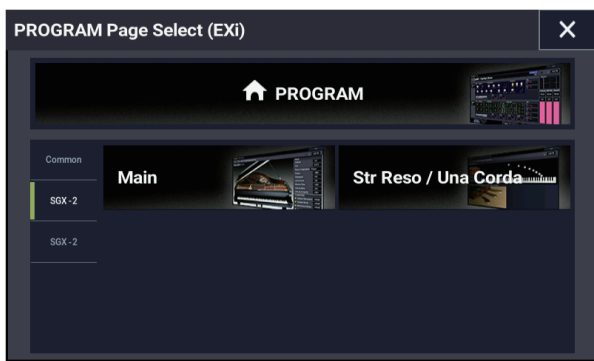 PROGRAM Page Select (EXi)
PROGRAM
Common
Main
Str Reso / Una Corda
SGX-2
SGX-2